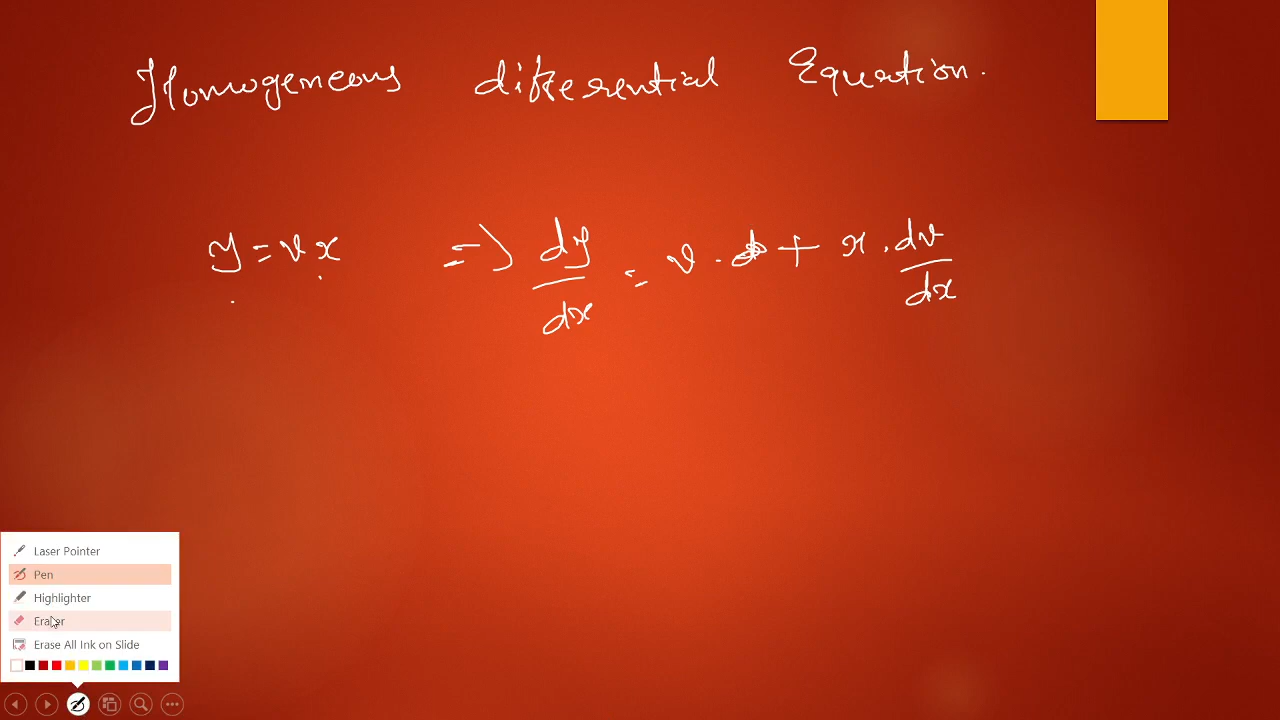 Homogeneous differential Equation.
y = vx => dy/dx = v . + x . dv/dx
Laser Pointer
Pen
Highlighter
Eraser
Erase All Ink on Slide